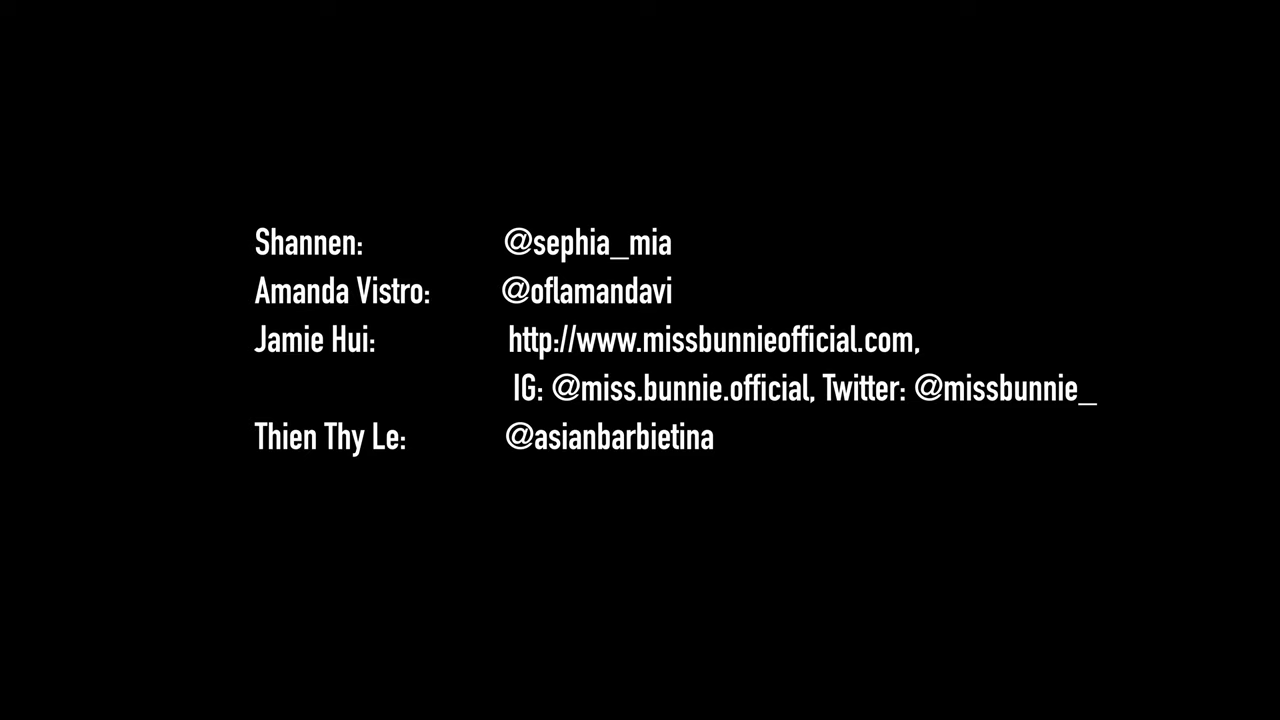 Shannen: @sephia_mia
Amanda Vistro: @oflamandavi
Jamie Hui: http://www.missbunnieofficial.com,
IG: @miss.bunnie.official, Twitter: @missbunnie_
Thien Thy Le: @asianbarbietina